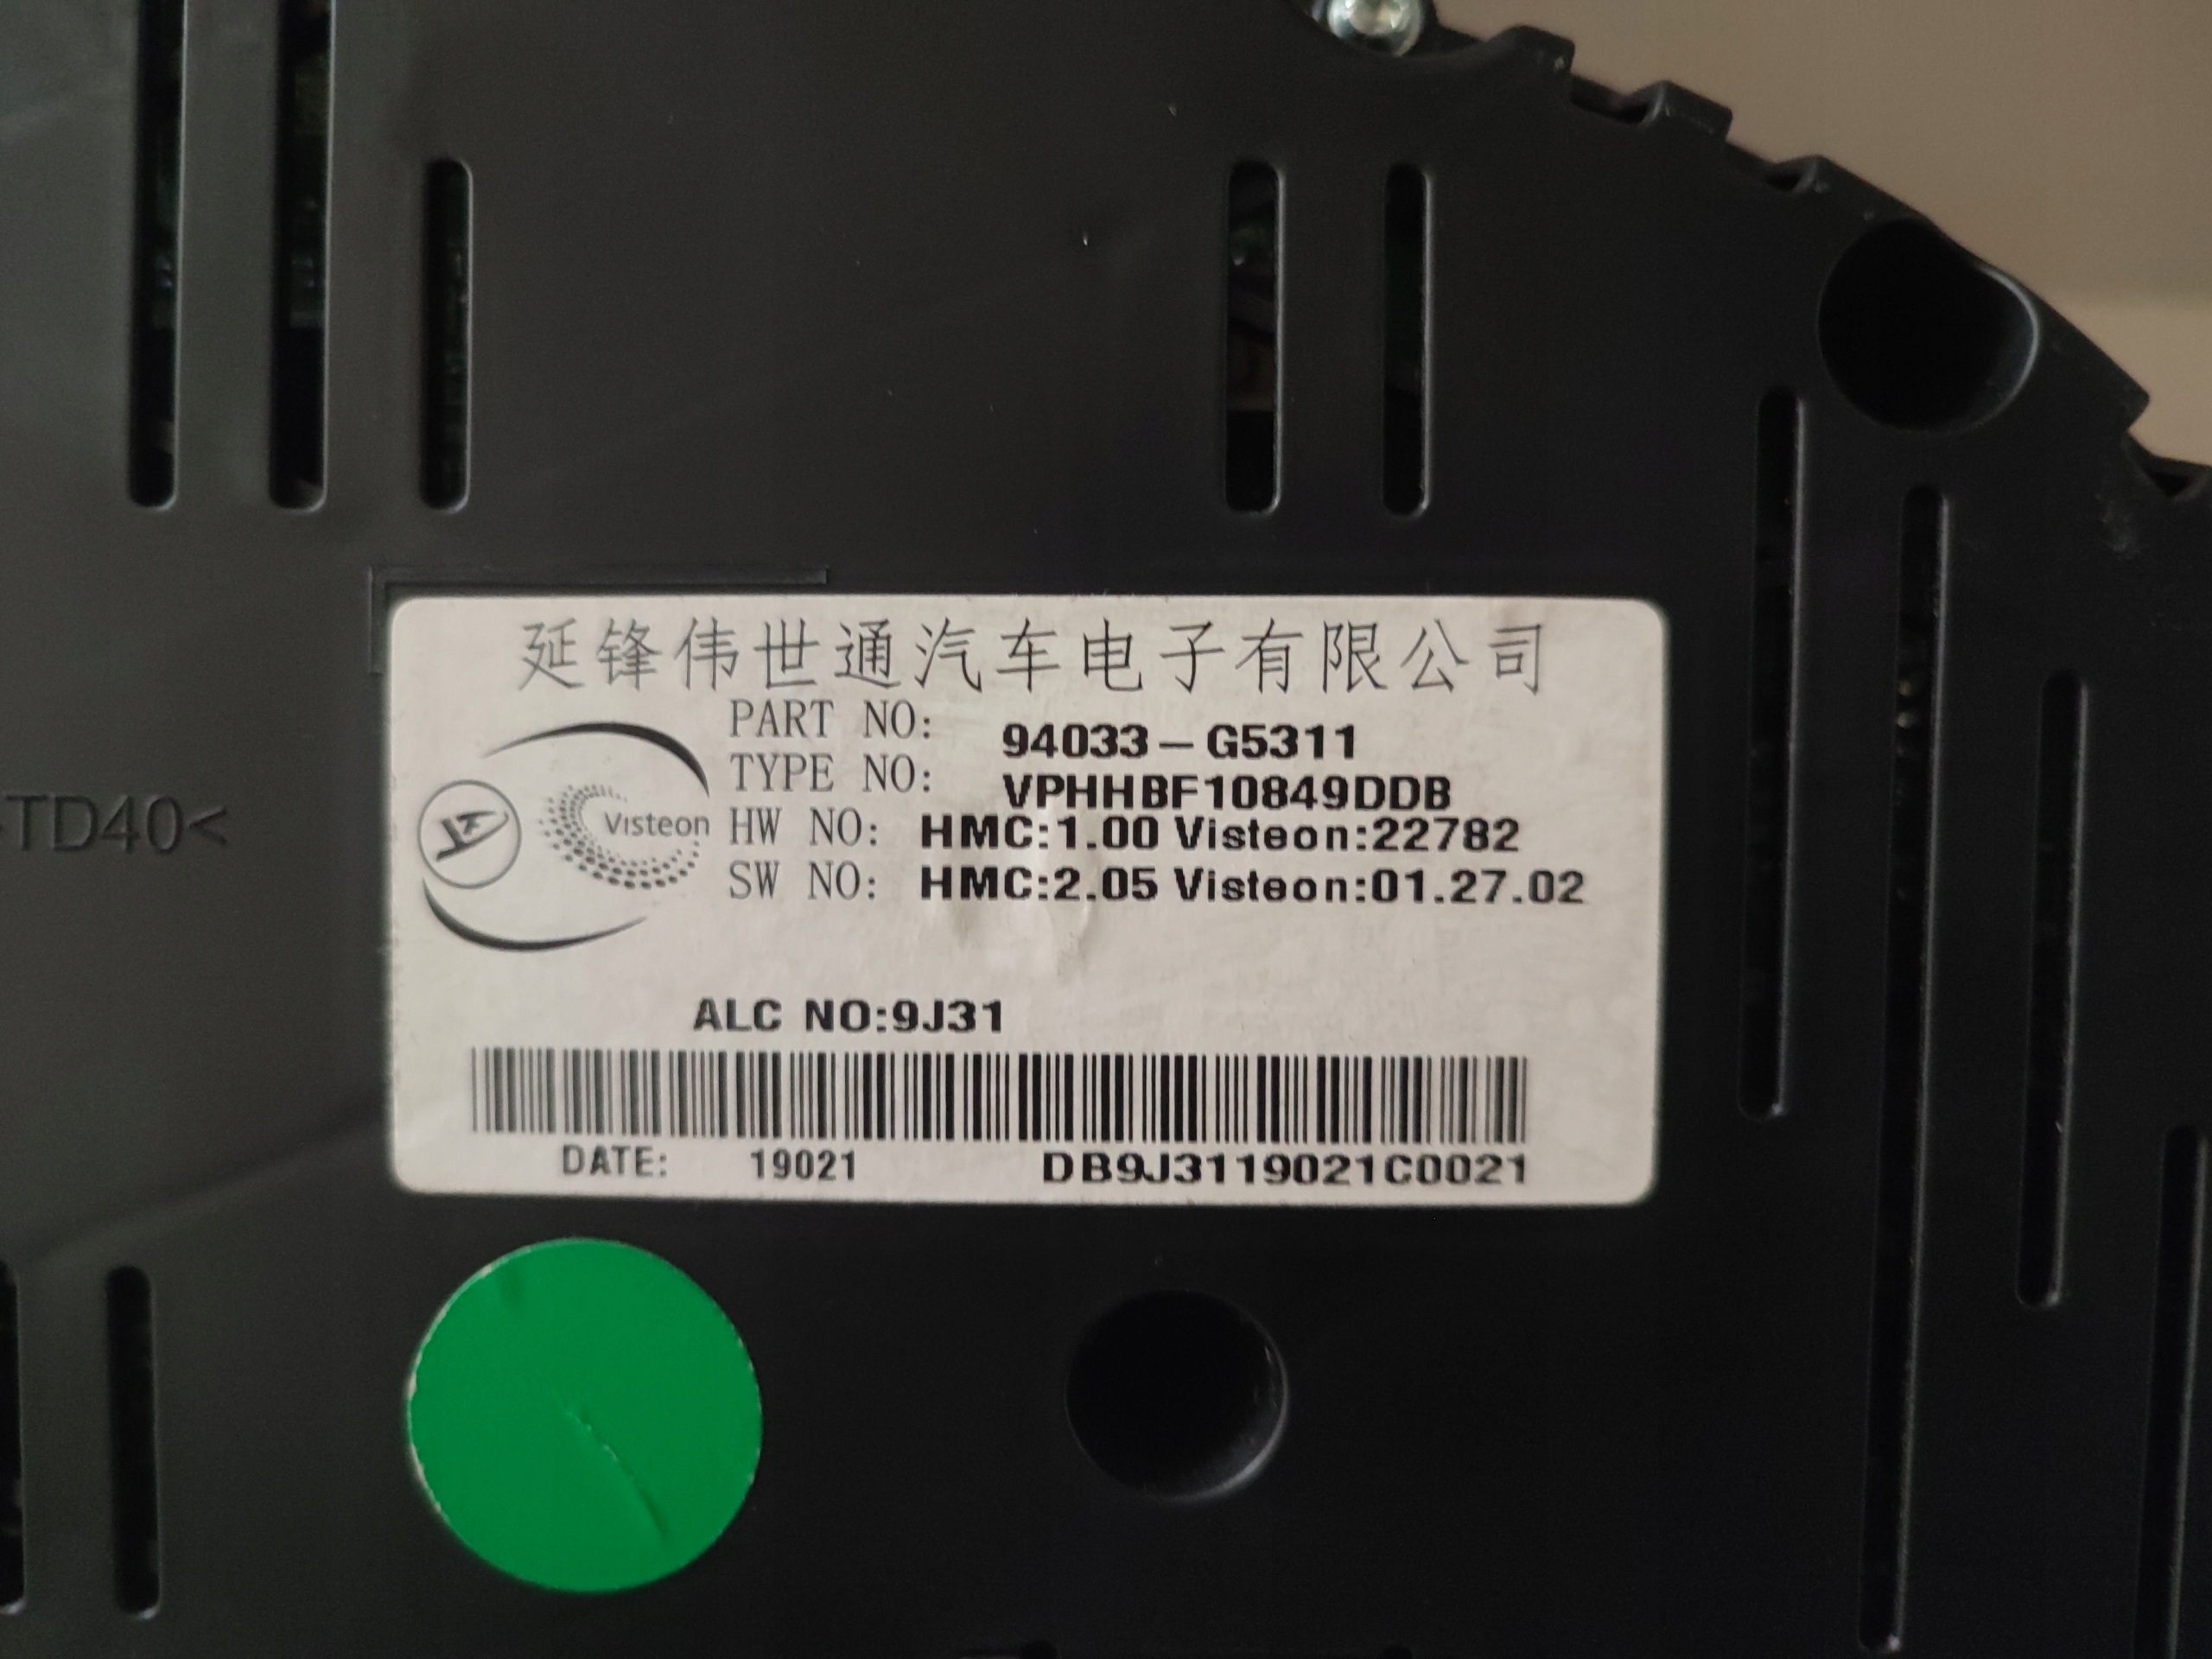 延锋伟世通汽车电子有限公司
PART NO: 94033-G5311
TYPE NO: VPHHBF10849DDB
Visteon
HW NO: HMC:1.00 Visteon:22782
SW NO: HMC:2.05 Visteon:01.27.02
TD40<
ALC NO:9J31
DATE: 19021 DB9J3119021C0021